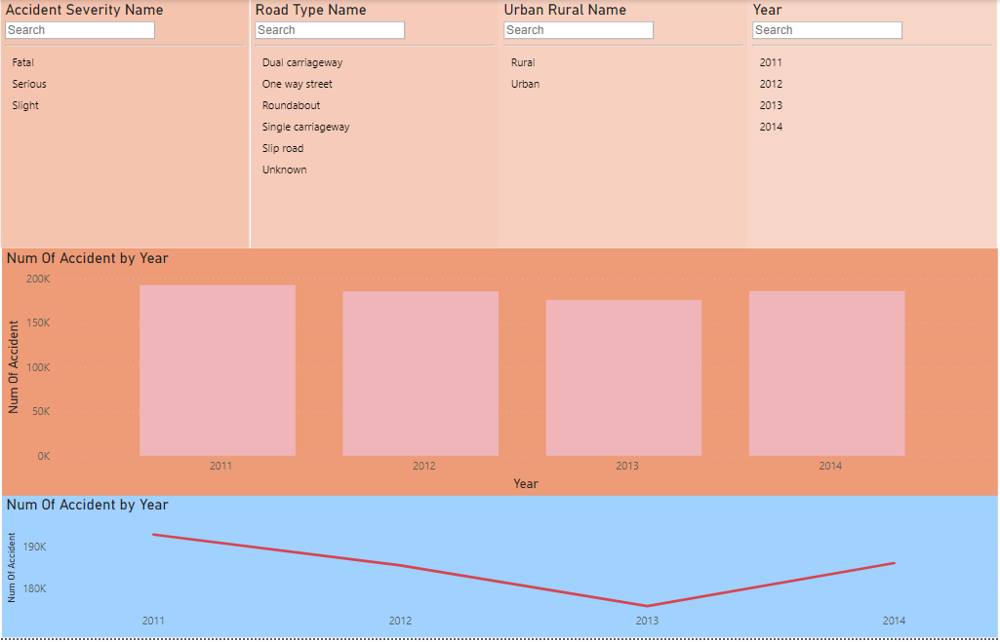 Accident Severity Name
Search
Fatal
Serious
Slight
Road Type Name
Search
Dual carriageway
One way street
Roundabout
Single carriageway
Slip road
Unknown
Urban Rural Name
Search
Rural
Urban
Year
Search
2011
2012
2013
2014
Num Of Accident by Year
Num Of Accident
200K
150K
100K
50K
0K
2011 2012 2013 2014
Year
Num Of Accident by Year
Num Of Accident
190K
180K
2011 2012 2013 2014